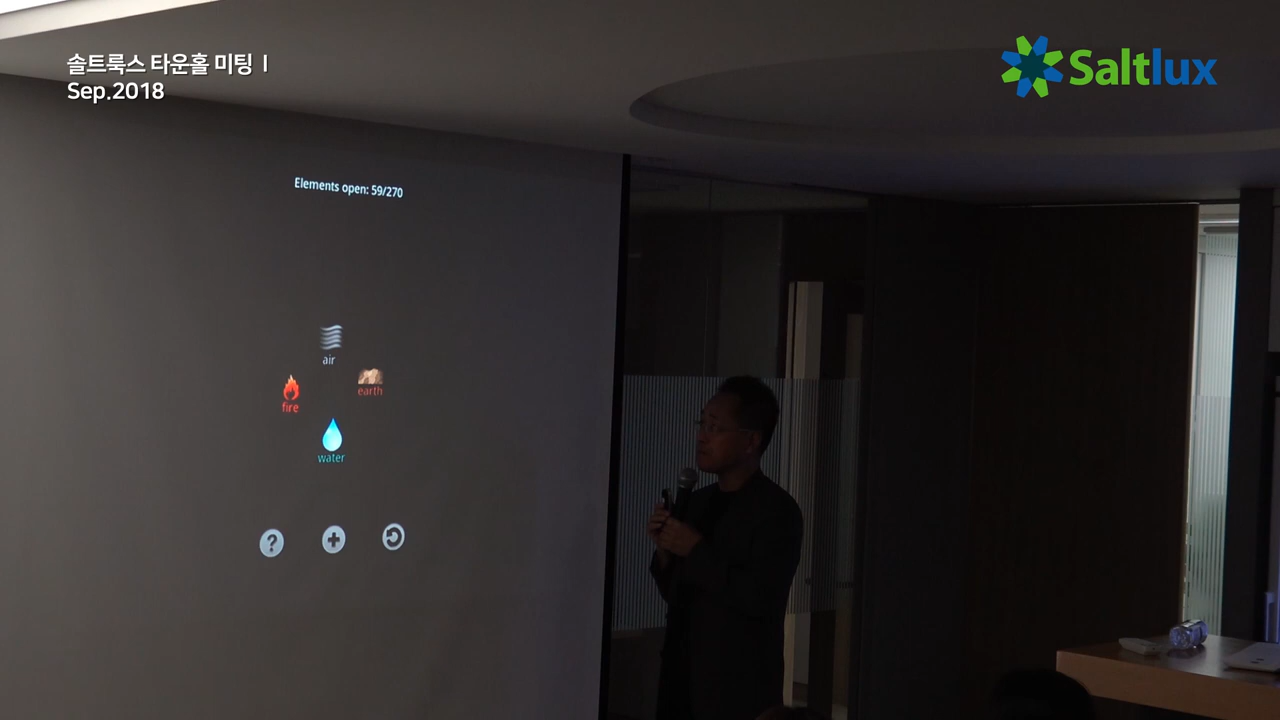 솔트룩스 타운홀 미팅 I
Sep.2018
Saltlux
Elements open: 59/270
air
earth
fire
water
?